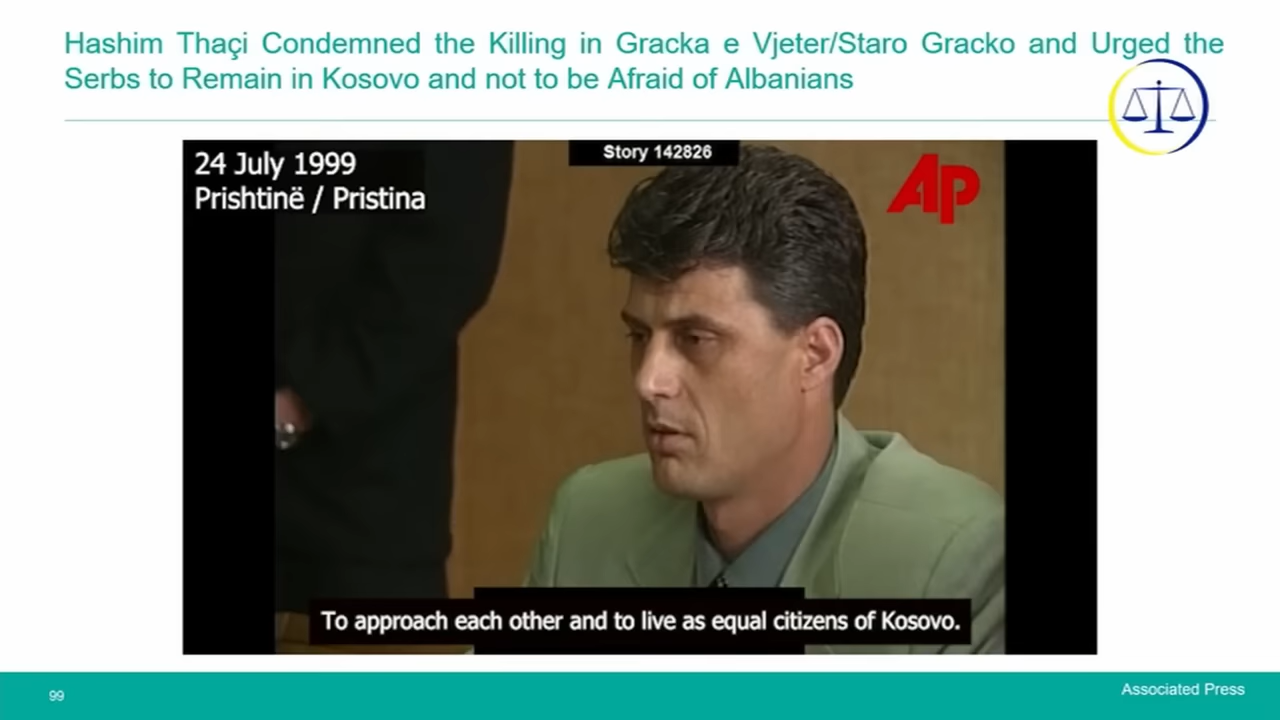 Hashim Thaçi Condemned the Killing in Gracka e Vjeter/Staro Gracko and Urged the
Serbs to Remain in Kosovo and not to be Afraid of Albanians
Story 142826
24 July 1999
Prishtinë / Pristina
AP
To approach each other and to live as equal citizens of Kosovo.
99
Associated Press